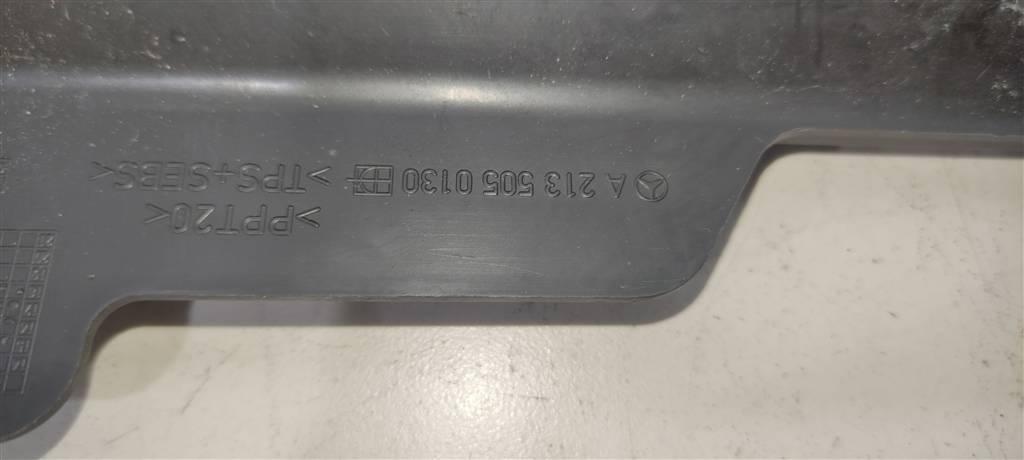 A 213 505 0130
>PPT20<
>TPS+SEBS<